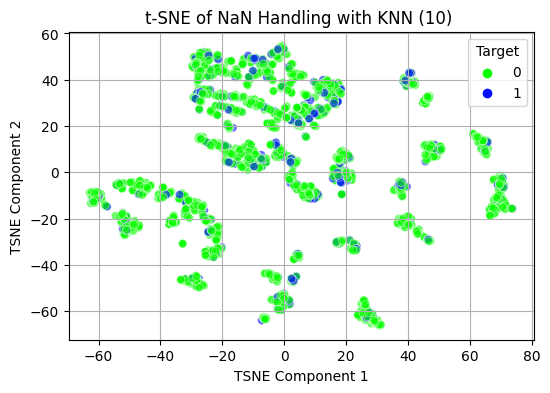 t-SNE of NaN Handling with KNN (10)
Target
0
1
TSNE Component 2
60
40
20
0
−20
−40
−60
−60 −40 −20 0 20 40 60 80
TSNE Component 1